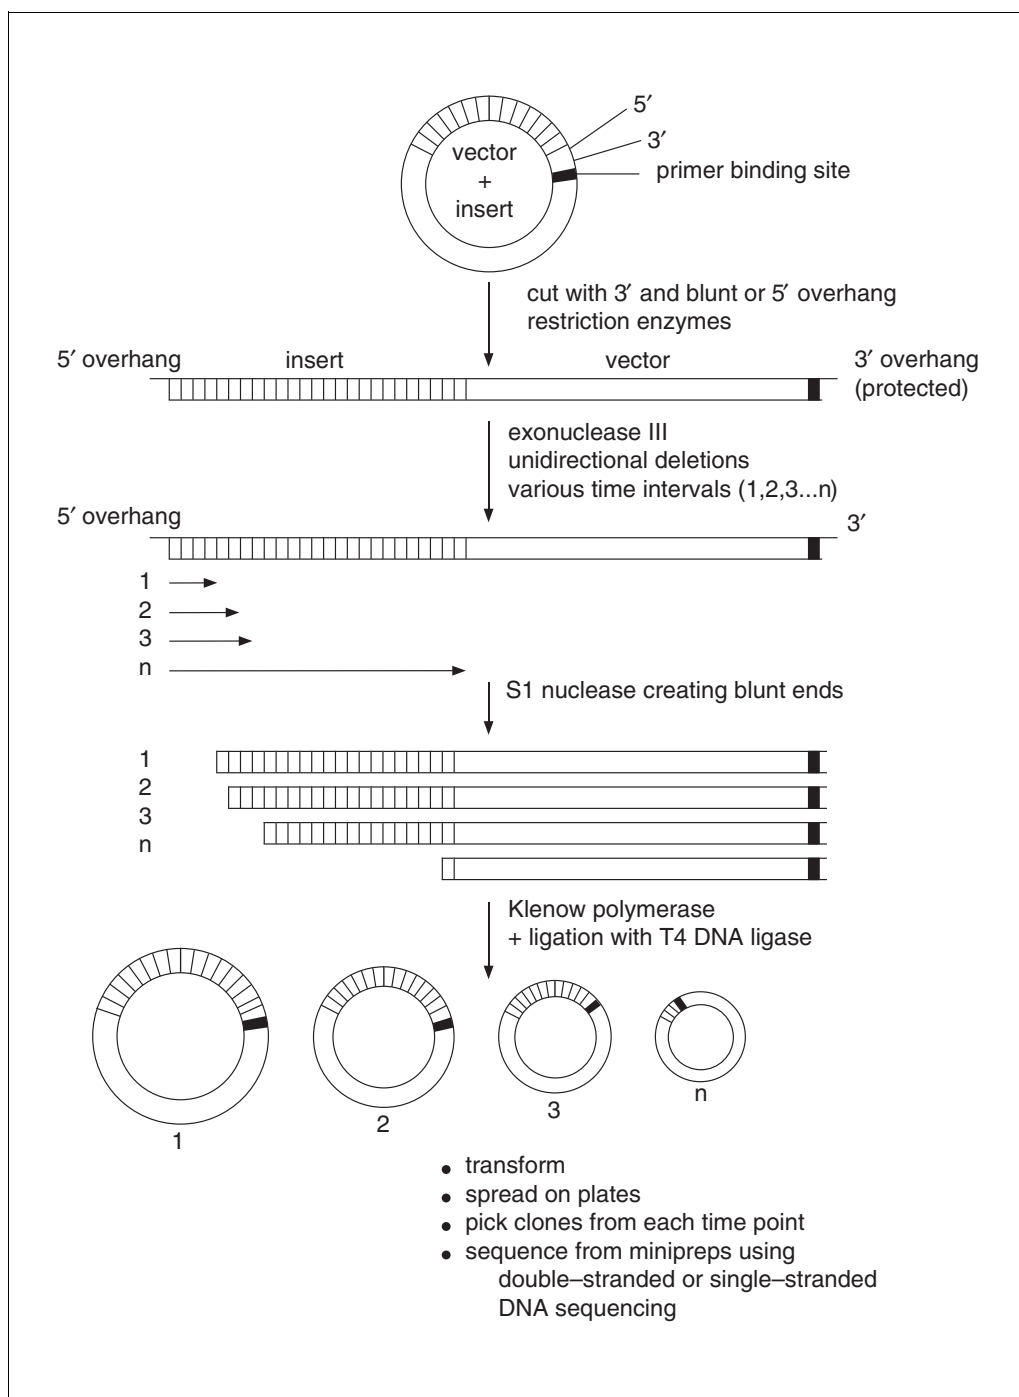 5′
3′
primer binding site
vector
+
insert
cut with 3′ and blunt or 5′ overhang
restriction enzymes
5′ overhang
insert
vector
3′ overhang
(protected)
exonuclease III
unidirectional deletions
various time intervals (1,2,3...n)
5′ overhang
3′
1
2
3
n
S1 nuclease creating blunt ends
1
2
3
n
Klenow polymerase
+ ligation with T4 DNA ligase
1
2
3
n
• transform
• spread on plates
• pick clones from each time point
• sequence from minipreps using
double–stranded or single–stranded
DNA sequencing